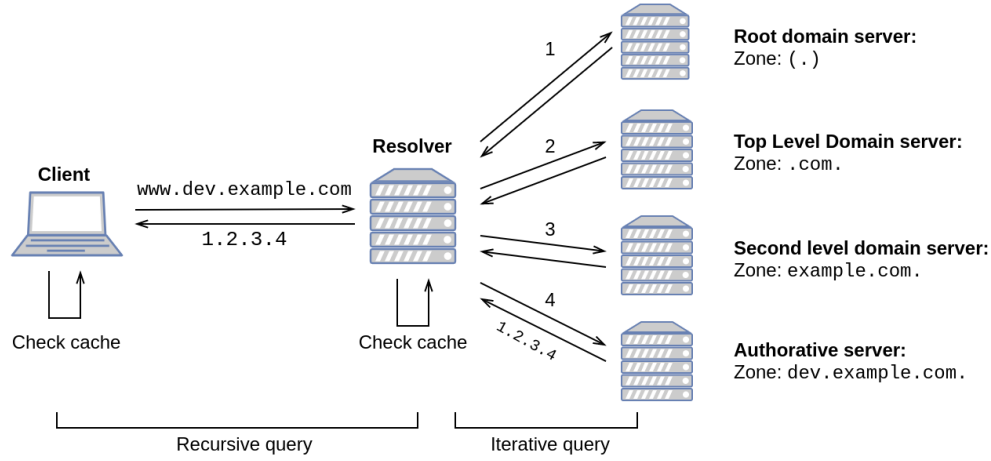 Client
Check cache
www.dev.example.com
1.2.3.4
Resolver
Check cache
1
2
3
4
1.2.3.4
Root domain server:
Zone: (.)
Top Level Domain server:
Zone: .com.
Second level domain server:
Zone: example.com.
Authorative server:
Zone: dev.example.com.
Recursive query
Iterative query